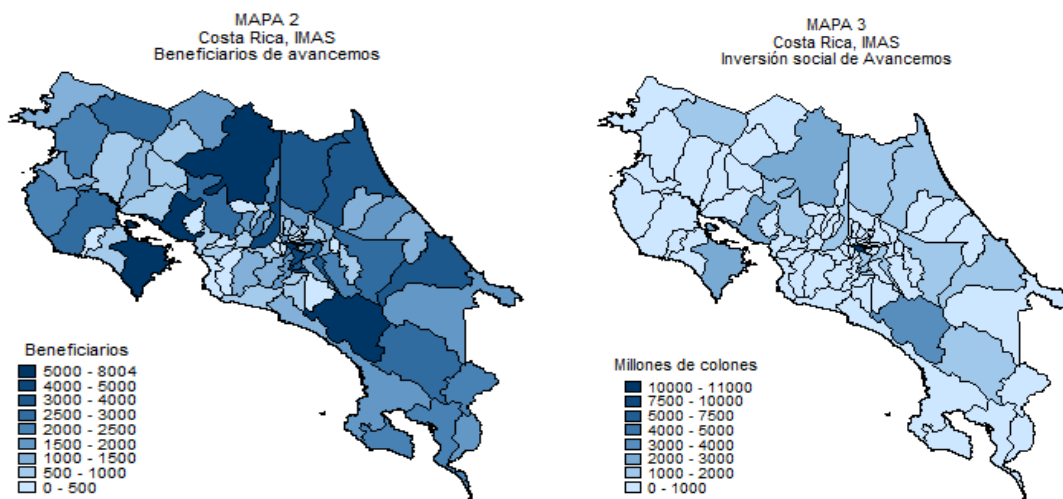 MAPA 2
Costa Rica, IMAS
Beneficiarios de avancemos
Beneficiarios
5000 - 8004
4000 - 5000
3000 - 4000
2500 - 3000
2000 - 2500
1500 - 2000
1000 - 1500
500 - 1000
0 - 500
MAPA 3
Costa Rica, IMAS
Inversión social de Avancemos
Millones de colones
10000 - 11000
7500 - 10000
5000 - 7500
4000 - 5000
3000 - 4000
2000 - 3000
1000 - 2000
0 - 1000